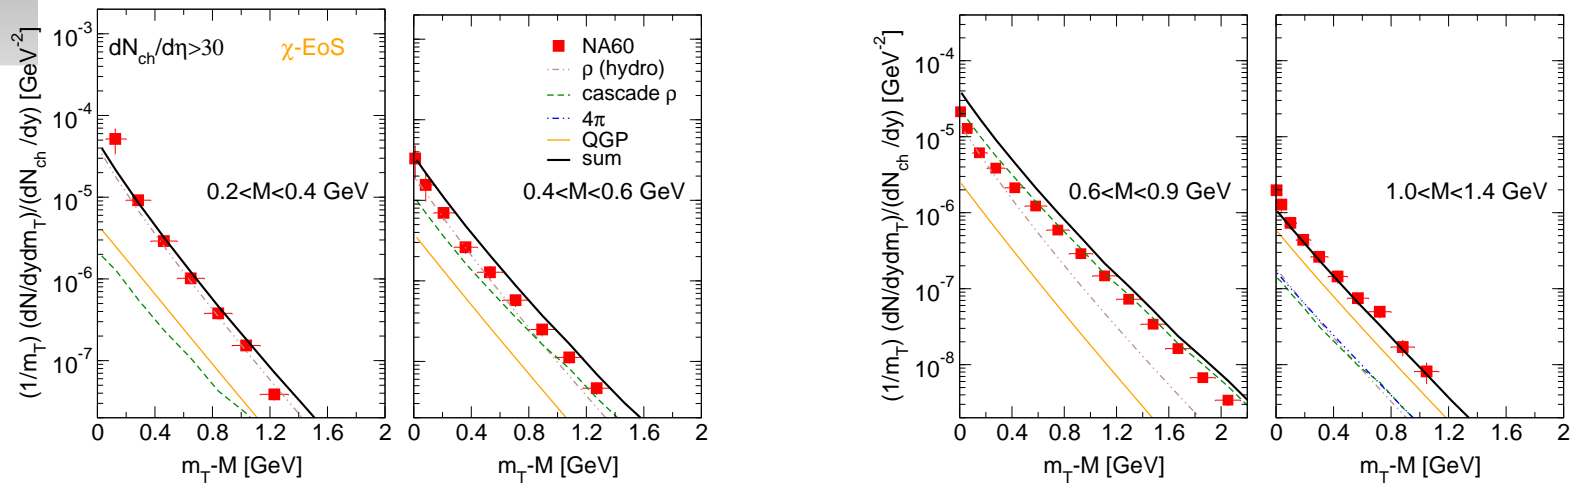 (1/m_T) (dN/dydm_T)/(dN_ch /dy) [GeV^-2]
10^-3
10^-4
10^-5
10^-6
10^-7
dN_ch/dη>30
χ-EoS
0.2<M<0.4 GeV
0 0.4 0.8 1.2 1.6 2
m_T-M [GeV]
NA60
ρ (hydro)
cascade ρ
4π
QGP
sum
0.4<M<0.6 GeV
0 0.4 0.8 1.2 1.6 2
m_T-M [GeV]
(1/m_T) (dN/dydm_T)/(dN_ch /dy) [GeV^-2]
10^-4
10^-5
10^-6
10^-7
10^-8
0.6<M<0.9 GeV
0 0.4 0.8 1.2 1.6 2
m_T-M [GeV]
1.0<M<1.4 GeV
0 0.4 0.8 1.2 1.6 2
m_T-M [GeV]